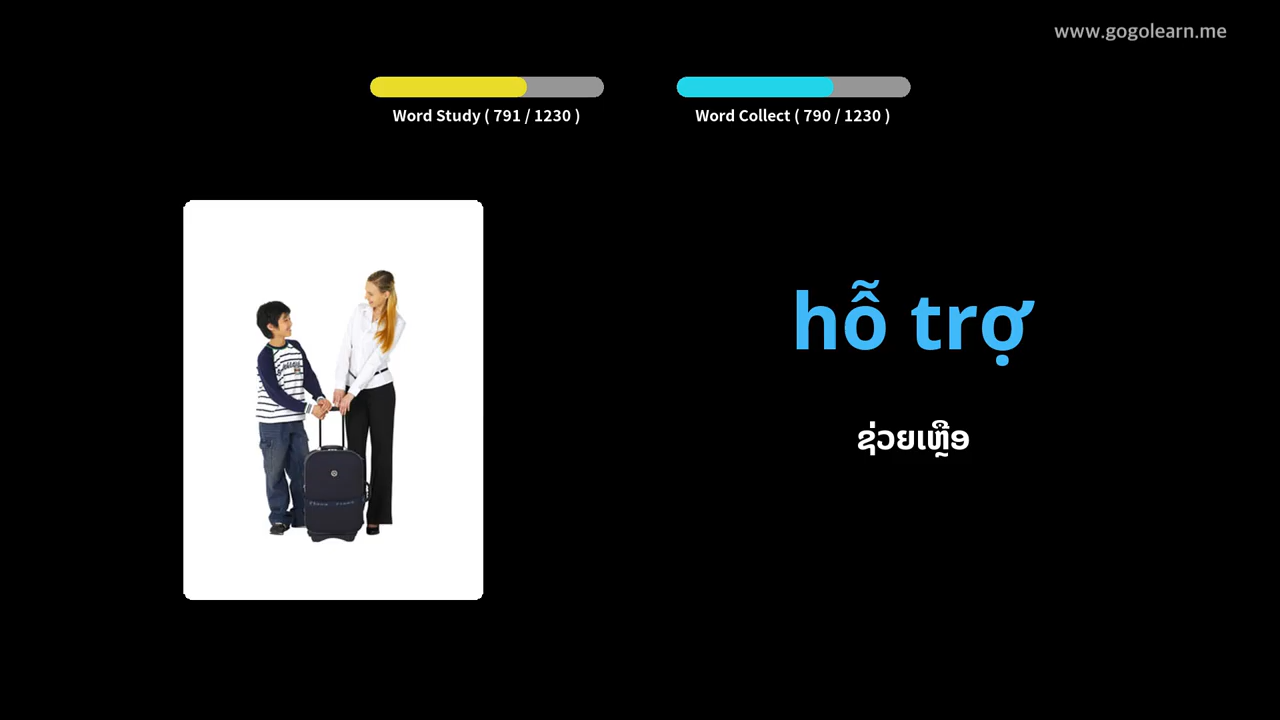 www.gogolearn.me
Word Study ( 791 / 1230 )
Word Collect ( 790 / 1230 )
hỗ trợ
ຊ່ວຍເຫຼືອ